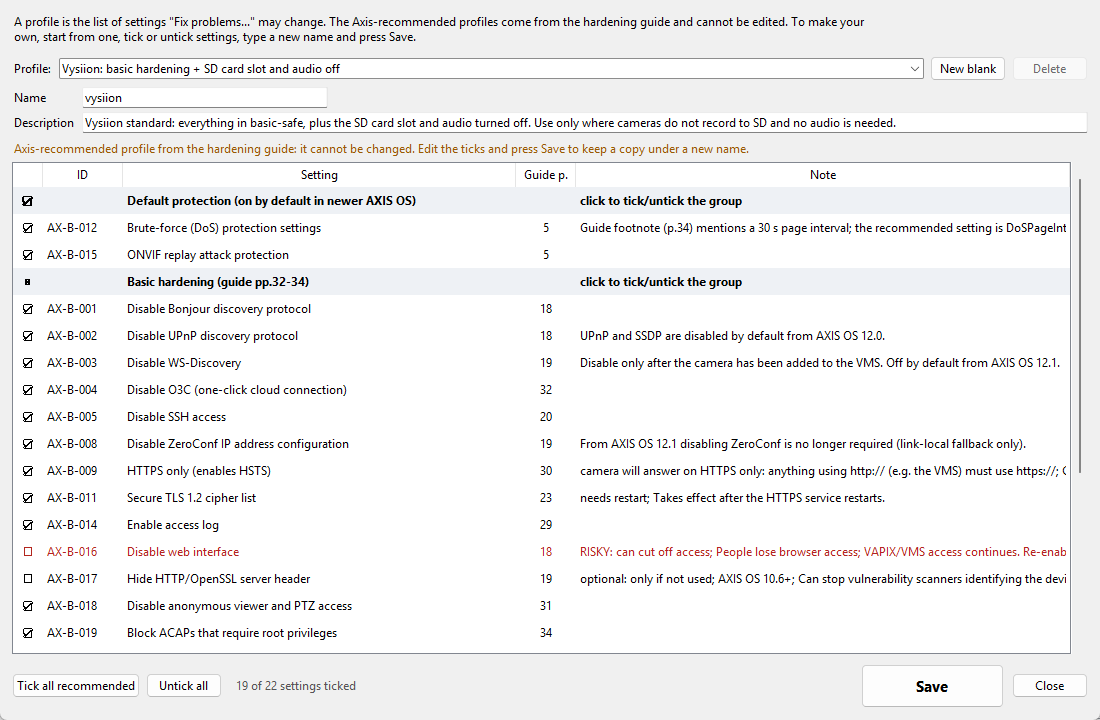 A profile is the list of settings "Fix problems..." may change. The Axis-recommended profiles come from the hardening guide and cannot be edited. To make your
own, start from one, tick or untick settings, type a new name and press Save.
Profile: Vysiion: basic hardening + SD card slot and audio off New blank Delete
Name vysiion
Description Vysiion standard: everything in basic-safe, plus the SD card slot and audio turned off. Use only where cameras do not record to SD and no audio is needed.
Axis-recommended profile from the hardening guide: it cannot be changed. Edit the ticks and press Save to keep a copy under a new name.
ID Setting Guide p. Note
Default protection (on by default in newer AXIS OS) click to tick/untick the group
AX-B-012 Brute-force (DoS) protection settings 5 Guide footnote (p.34) mentions a 30 s page interval; the recommended setting is DoSPageInt
AX-B-015 ONVIF replay attack protection 5
Basic hardening (guide pp.32-34) click to tick/untick the group
AX-B-001 Disable Bonjour discovery protocol 18
AX-B-002 Disable UPnP discovery protocol 18 UPnP and SSDP are disabled by default from AXIS OS 12.0.
AX-B-003 Disable WS-Discovery 19 Disable only after the camera has been added to the VMS. Off by default from AXIS OS 12.1.
AX-B-004 Disable O3C (one-click cloud connection) 32
AX-B-005 Disable SSH access 20
AX-B-008 Disable ZeroConf IP address configuration 19 From AXIS OS 12.1 disabling ZeroConf is no longer required (link-local fallback only).
AX-B-009 HTTPS only (enables HSTS) 30 camera will answer on HTTPS only: anything using http:// (e.g. the VMS) must use https://;
AX-B-011 Secure TLS 1.2 cipher list 23 needs restart; Takes effect after the HTTPS service restarts.
AX-B-014 Enable access log 29
AX-B-016 Disable web interface 18 RISKY: can cut off access; People lose browser access; VAPIX/VMS access continues. Re-enab
AX-B-017 Hide HTTP/OpenSSL server header 19 optional: only if not used; AXIS OS 10.6+; Can stop vulnerability scanners identifying the devi
AX-B-018 Disable anonymous viewer and PTZ access 31
AX-B-019 Block ACAPs that require root privileges 34
Tick all recommended Untick all 19 of 22 settings ticked Save Close